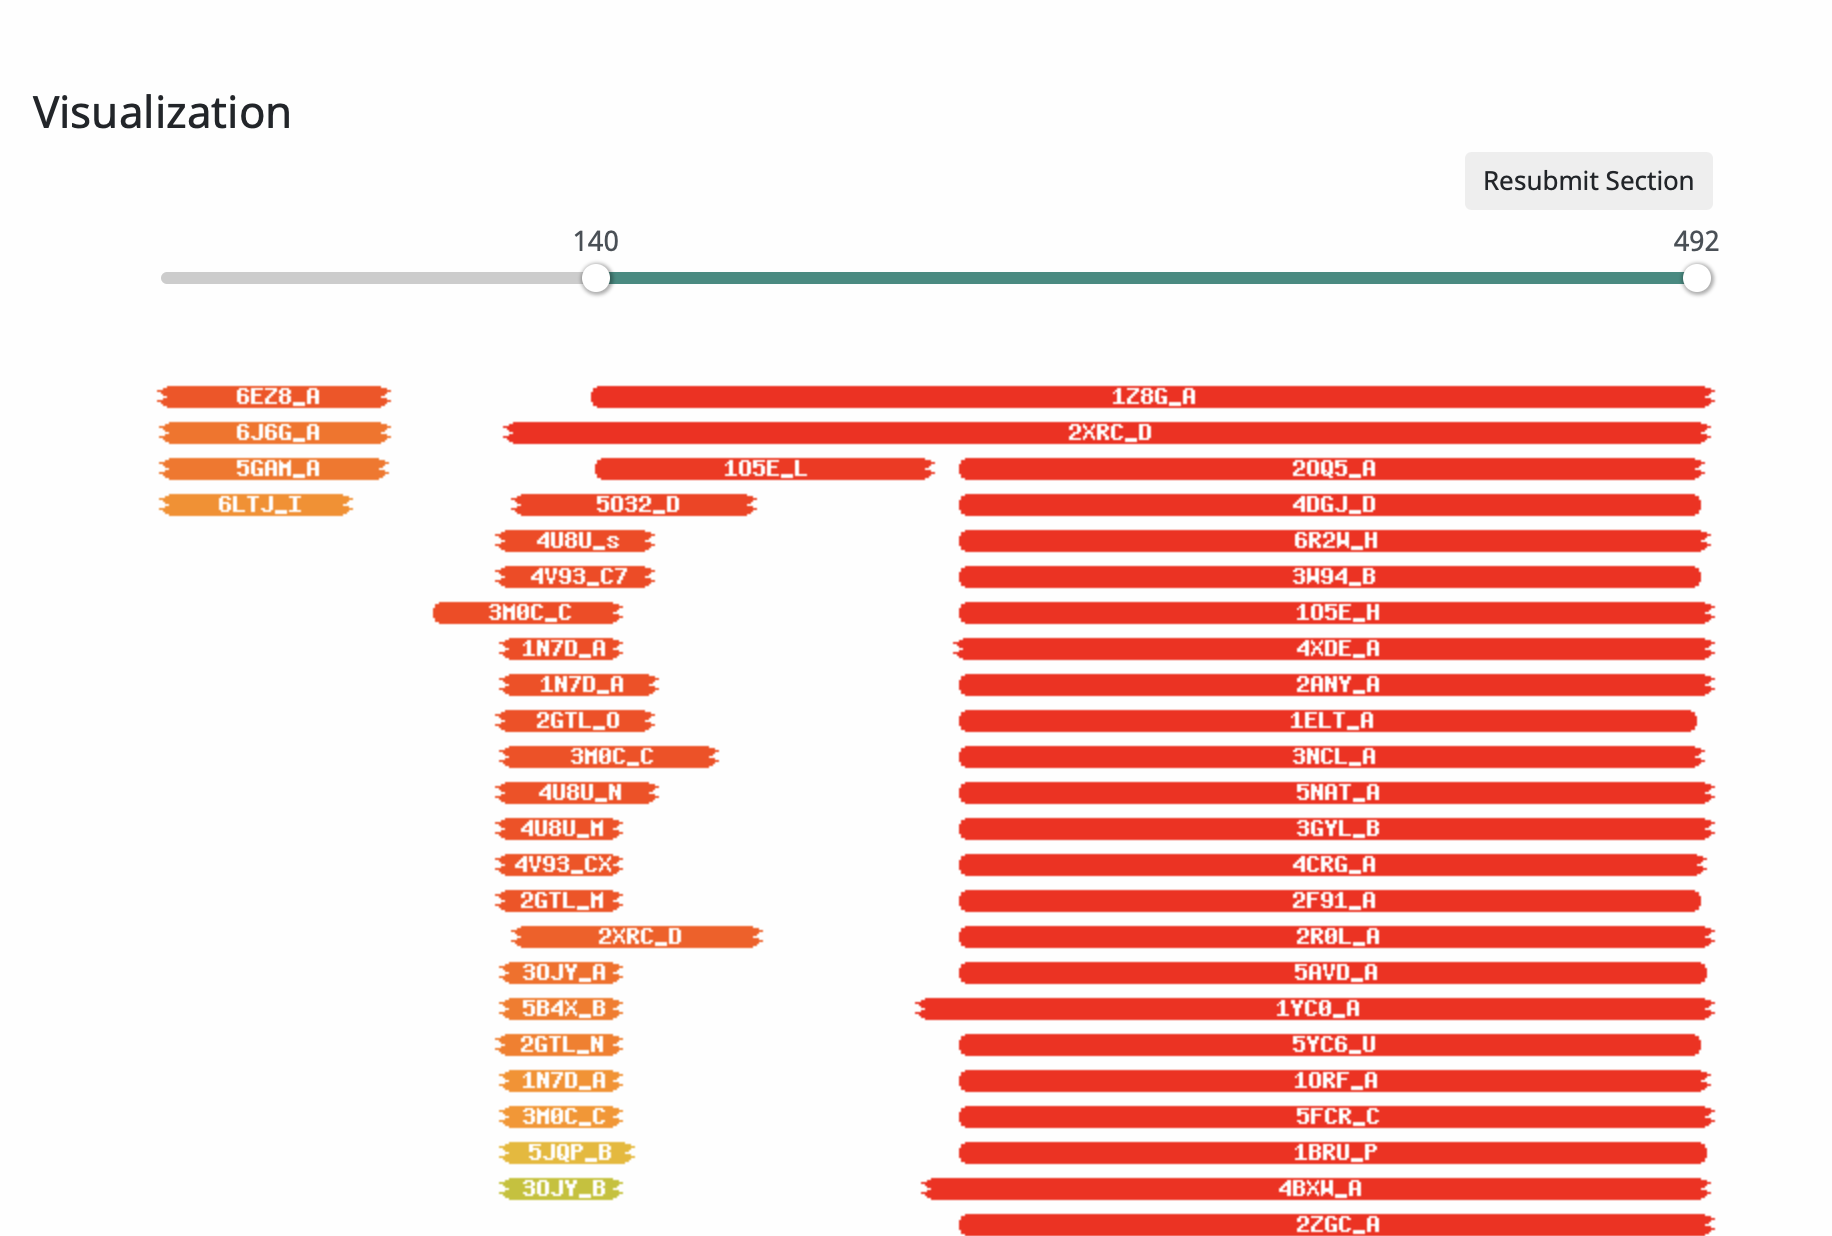 Visualization
Resubmit Section
140 492
6EZ8_A 1Z8G_A
6J6G_A 2XRC_D
5GAM_A 1O5E_L 2OQ5_A
6LTJ_I 5O32_D 4DGJ_D
4U8U_s 6R2W_H
4V93_C7 3W94_B
3M0C_C 1O5E_H
1N7D_A 4XDE_A
1N7D_A 2ANY_A
2GTL_O 1ELT_A
3M0C_C 3NCL_A
4U8U_N 5NAT_A
4U8U_M 3GYL_B
4V93_CX 4CRG_A
2GTL_M 2F91_A
2XRC_D 2R0L_A
3OJY_A 5AVD_A
5B4X_B 1YC0_A
2GTL_N 5YC6_U
1N7D_A 1ORF_A
3M0C_C 5FCR_C
5JQP_B 1BRU_P
3OJY_B 4BXW_A
2ZGC_A